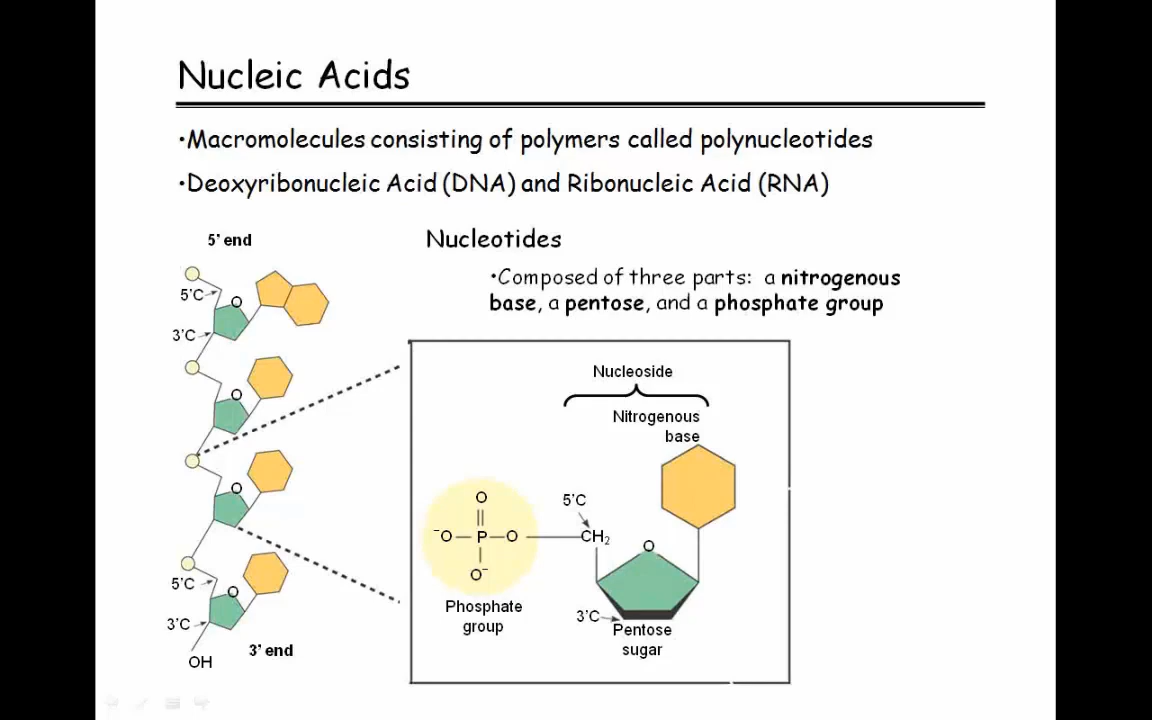 Nucleic Acids
•Macromolecules consisting of polymers called polynucleotides
•Deoxyribonucleic Acid (DNA) and Ribonucleic Acid (RNA)
5' end
5'C
O
3'C
O
O
5'C
O
3'C
OH
3' end
Nucleotides
•Composed of three parts: a nitrogenous
base, a pentose, and a phosphate group
Nucleoside
Nitrogenous
base
O
5'C
⁻O—P—O
CH₂
O
O⁻
3'C
Phosphate
group
Pentose
sugar